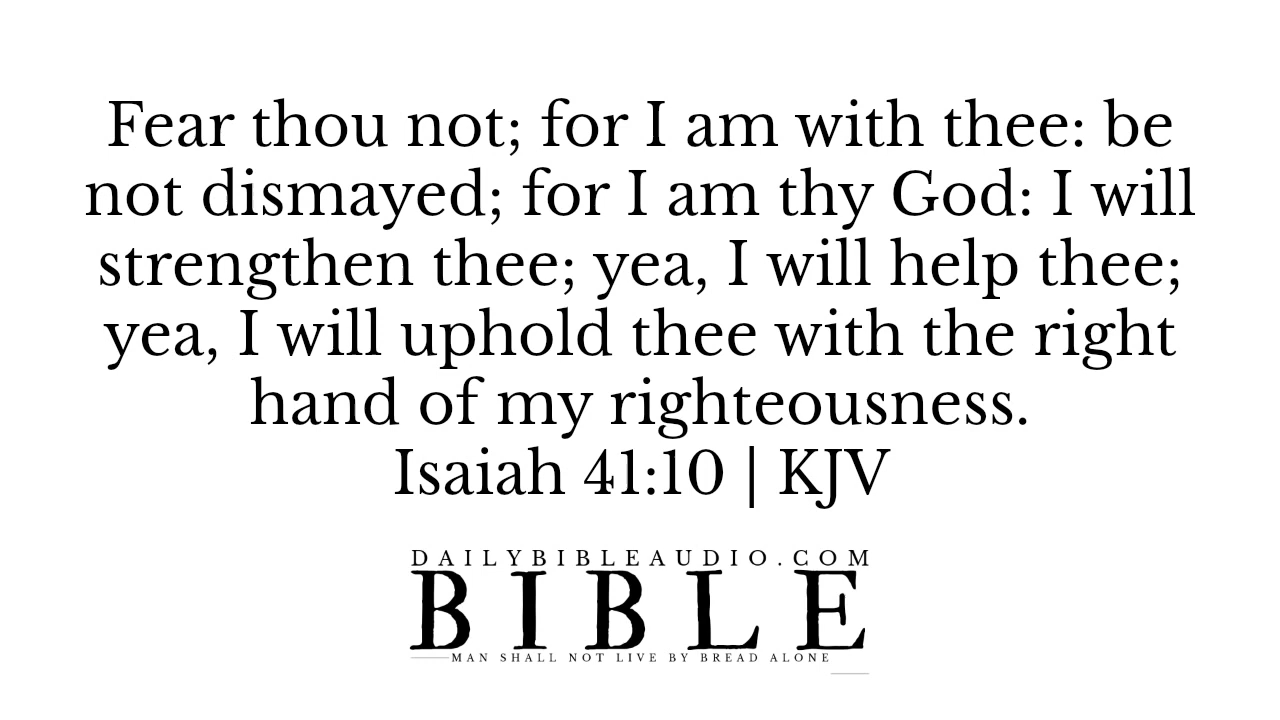 Fear thou not; for I am with thee: be
not dismayed; for I am thy God: I will
strengthen thee; yea, I will help thee;
yea, I will uphold thee with the right
hand of my righteousness.
Isaiah 41:10 | KJV
DAILYBIBLEAUDIO.COM
BIBLE
MAN SHALL NOT LIVE BY BREAD ALONE